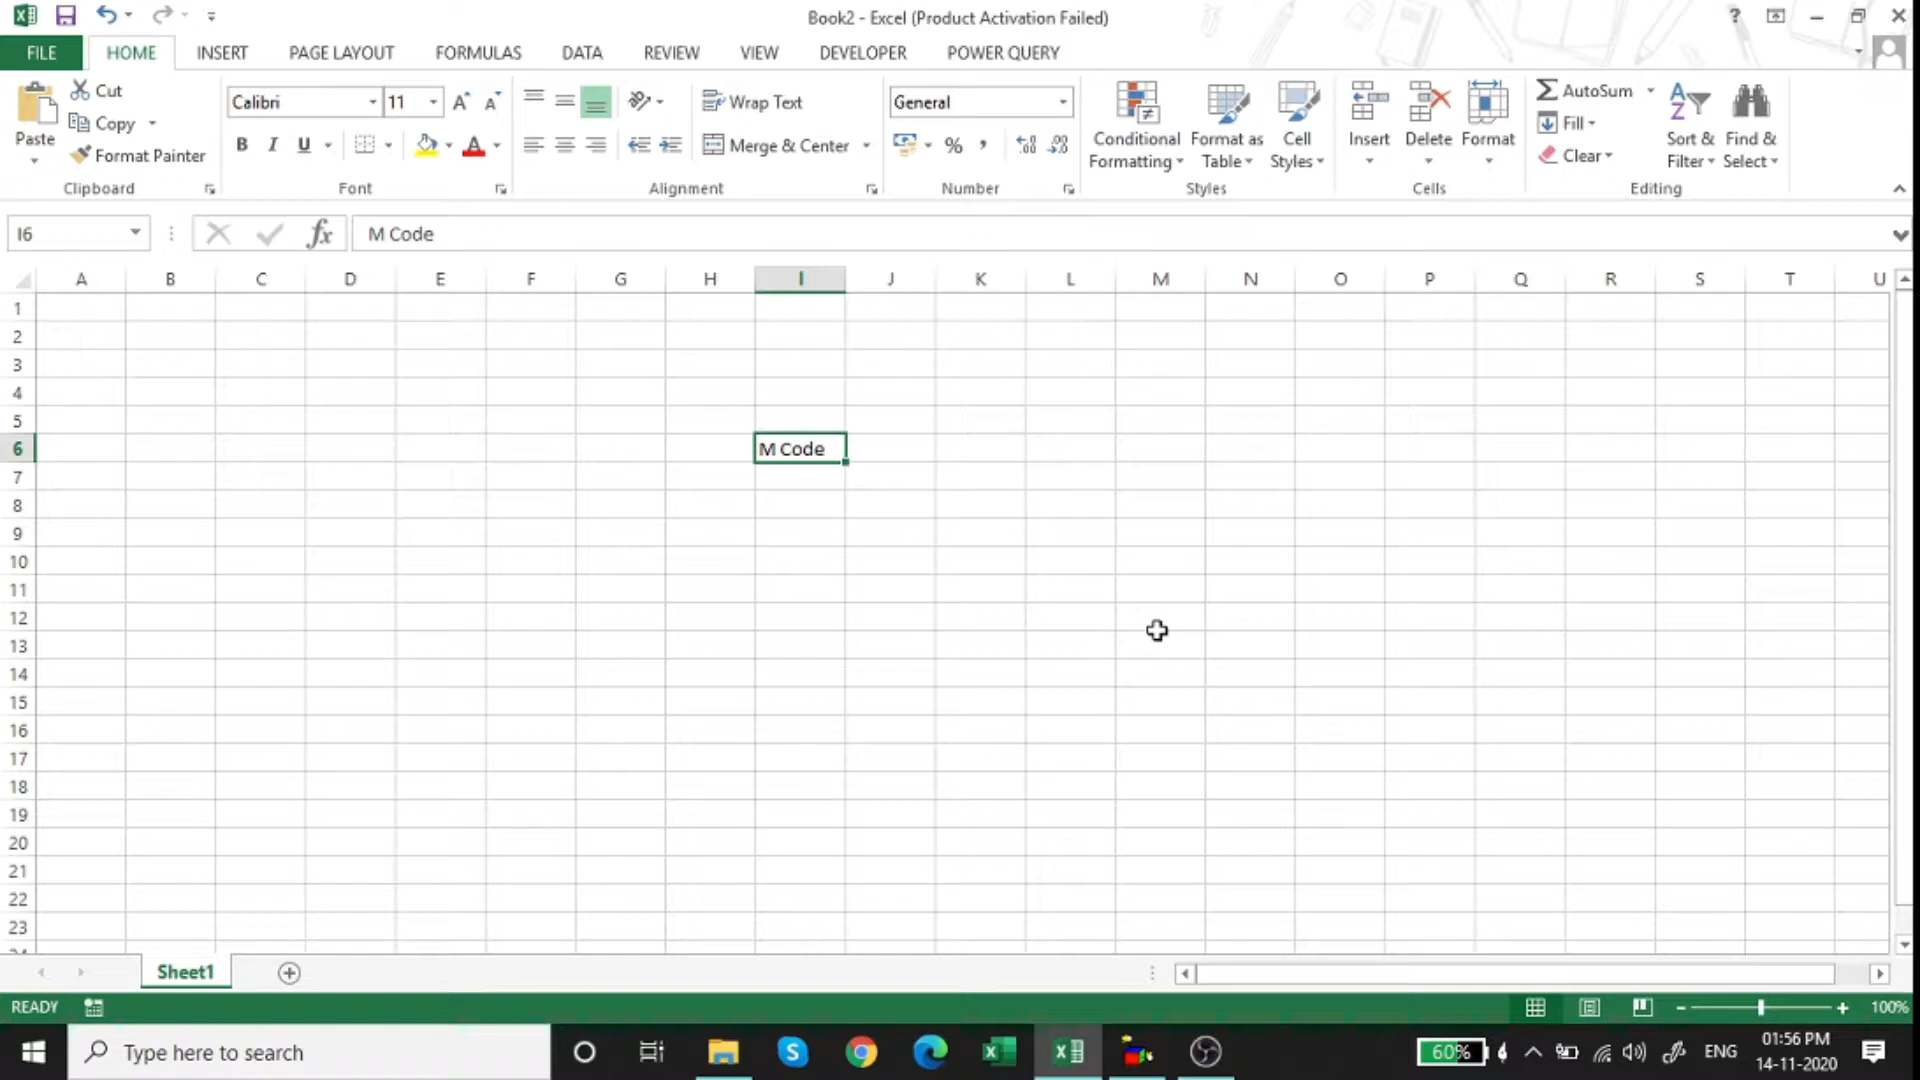 Book2 - Excel (Product Activation Failed)
?
FILE HOME INSERT PAGE LAYOUT FORMULAS DATA REVIEW VIEW DEVELOPER POWER QUERY
Paste
Cut
Copy
Format Painter
Clipboard
Calibri 11
B I U A
Font
Wrap Text
Merge & Center
Alignment
General
% ,
Number
Conditional Formatting
Format as Table
Cell Styles
Styles
Insert
Delete
Format
Cells
AutoSum
Fill
Clear
Sort & Filter
Find & Select
Editing
I6 fx M Code
A B C D E F G H I J K L M N O P Q R S T U
1
2
3
4
5
6 M Code
7
8
9
10
11
12
13
14
15
16
17
18
19
20
21
22
23
Sheet1
READY 100%
Type here to search
60% ENG 01:56 PM
14-11-2020